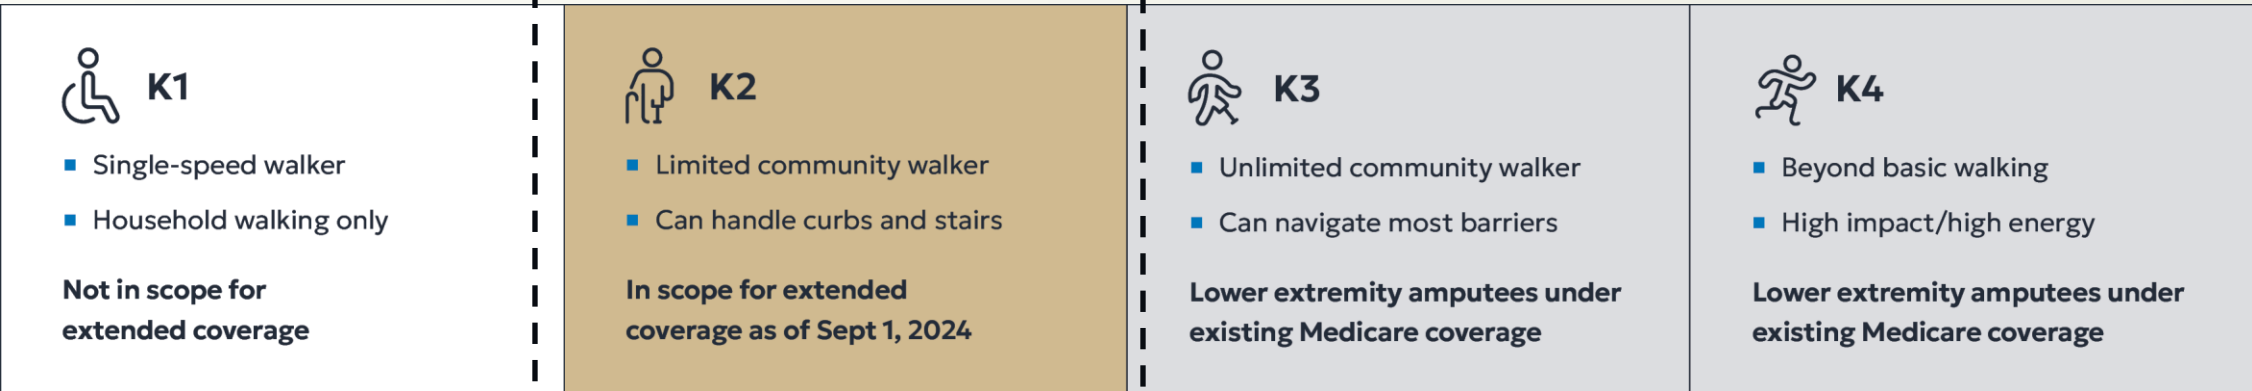 K1
Single-speed walker
Household walking only
Not in scope for
extended coverage
K2
Limited community walker
Can handle curbs and stairs
In scope for extended
coverage as of Sept 1, 2024
K3
Unlimited community walker
Can navigate most barriers
Lower extremity amputees under
existing Medicare coverage
K4
Beyond basic walking
High impact/high energy
Lower extremity amputees under
existing Medicare coverage